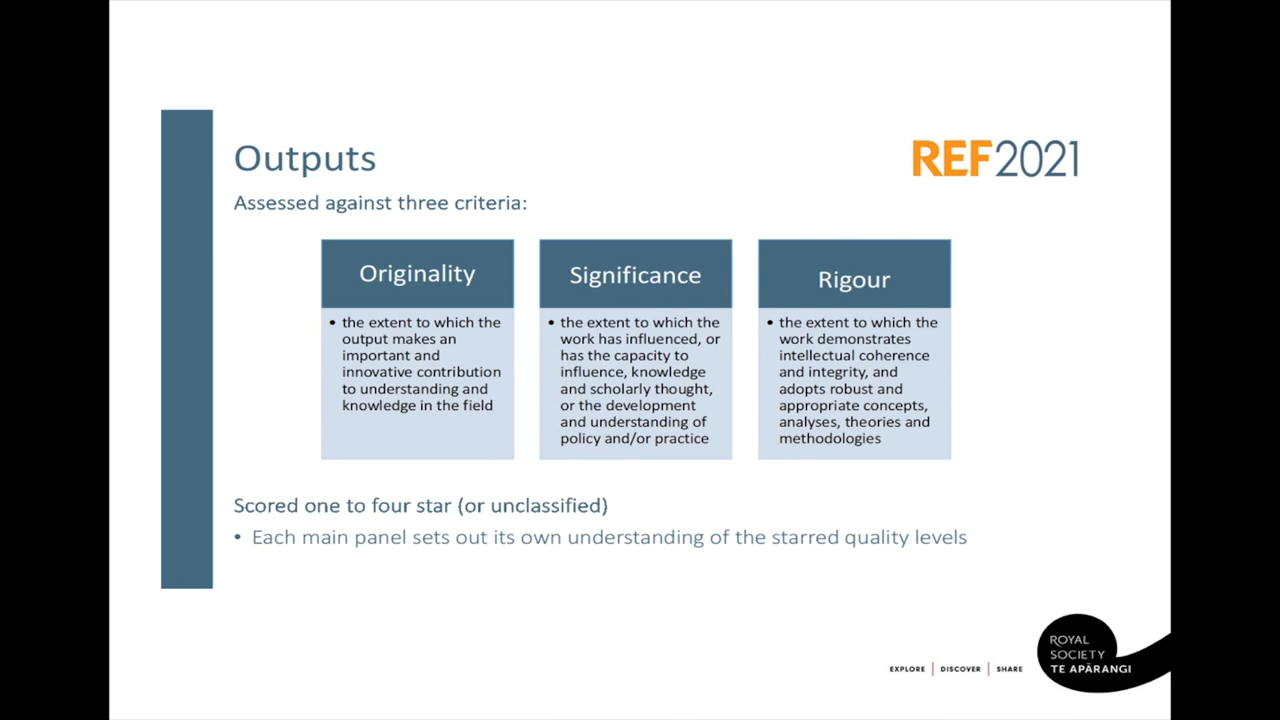 Outputs
REF2021
Assessed against three criteria:
Originality
• the extent to which the
output makes an
important and
innovative contribution
to understanding and
knowledge in the field
Significance
• the extent to which the
work has influenced, or
has the capacity to
influence, knowledge
and scholarly thought,
or the development
and understanding of
policy and/or practice
Rigour
• the extent to which the
work demonstrates
intellectual coherence
and integrity, and
adopts robust and
appropriate concepts,
analyses, theories and
methodologies
Scored one to four star (or unclassified)
• Each main panel sets out its own understanding of the starred quality levels
EXPLORE | DISCOVER | SHARE
ROYAL
SOCIETY
TE APĀRANGI